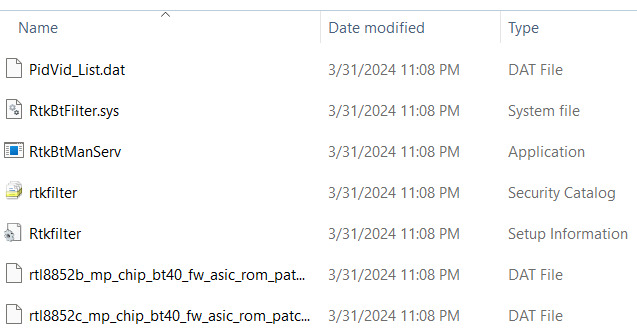 Name Date modified Type
PidVid_List.dat 3/31/2024 11:08 PM DAT File
RtkBtFilter.sys 3/31/2024 11:08 PM System file
RtkBtManServ 3/31/2024 11:08 PM Application
rtkfilter 3/31/2024 11:08 PM Security Catalog
Rtkfilter 3/31/2024 11:08 PM Setup Information
rtl8852b_mp_chip_bt40_fw_asic_rom_pat... 3/31/2024 11:08 PM DAT File
rtl8852c_mp_chip_bt40_fw_asic_rom_patc... 3/31/2024 11:08 PM DAT File